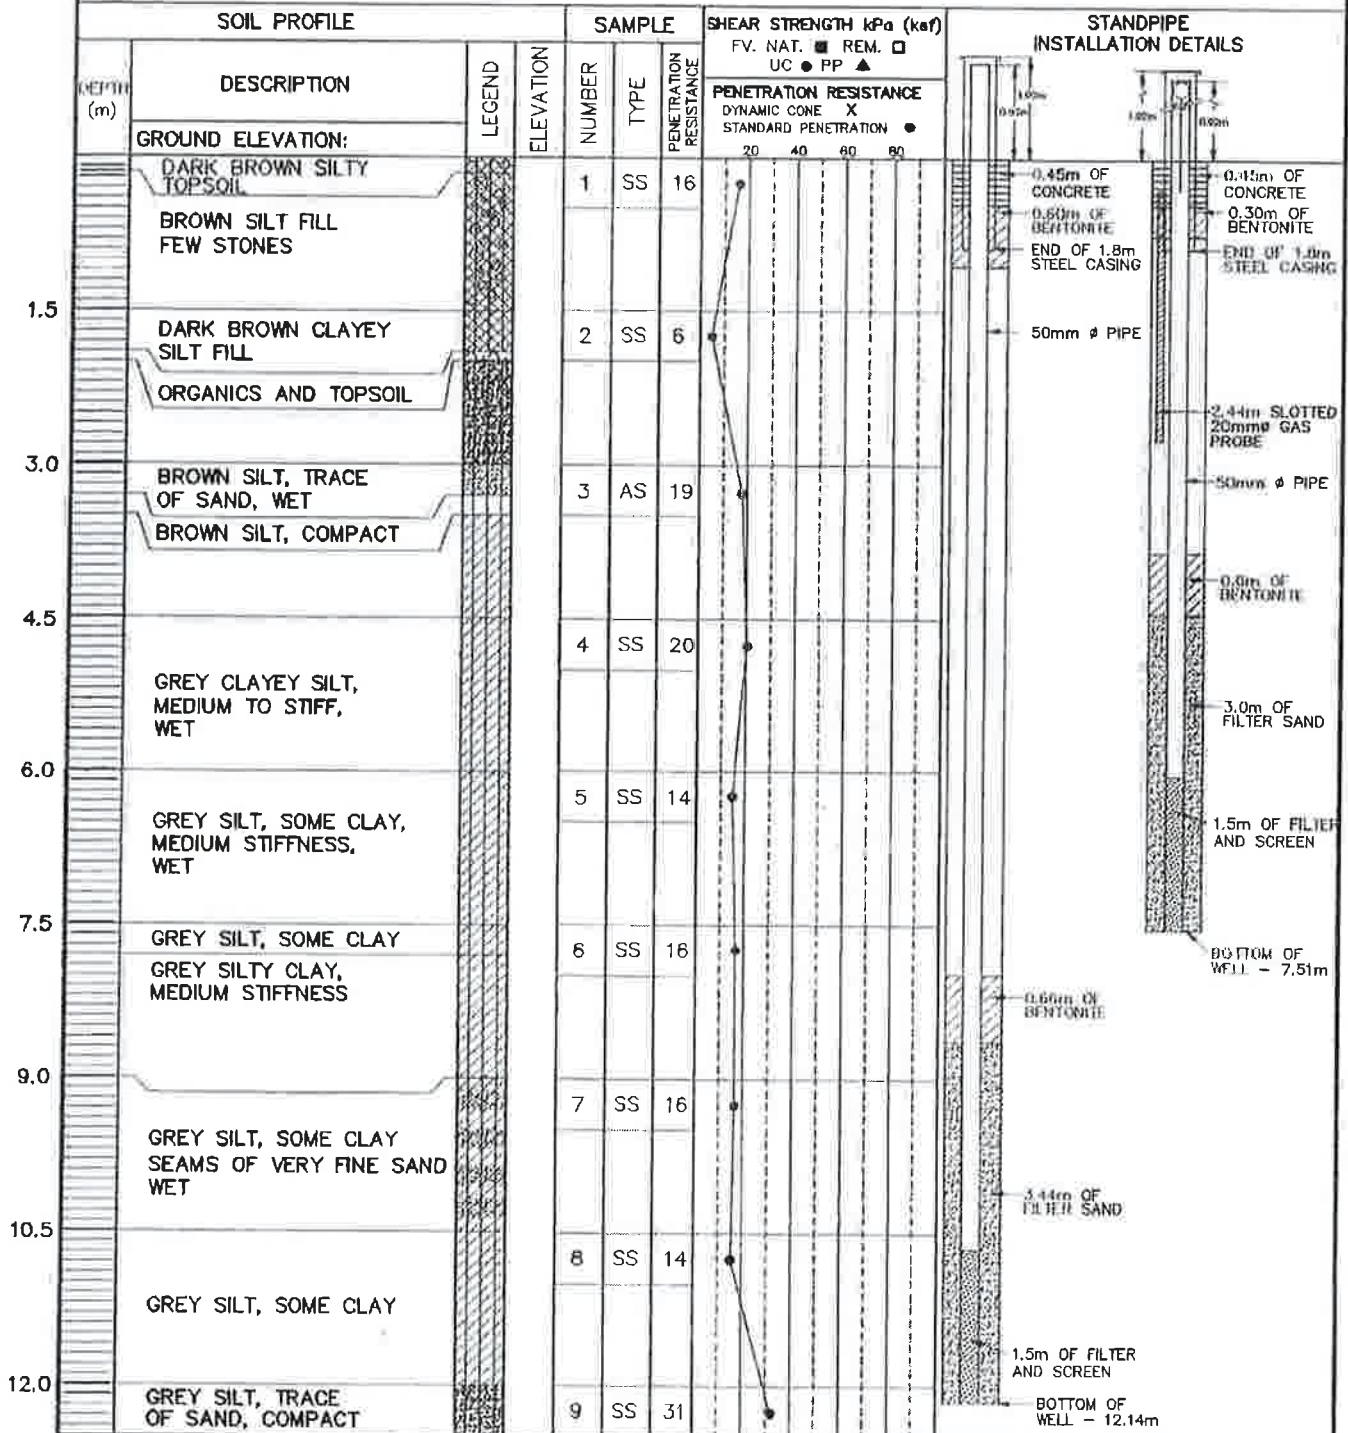 SOIL PROFILE
SAMPLE
SHEAR STRENGTH kPa (ksf)
FV. NAT. ■ REM. □
UC ● PP ▲
STANDPIPE
INSTALLATION DETAILS
DEPTH
(m)
DESCRIPTION
LEGEND
ELEVATION
NUMBER
TYPE
PENETRATION
RESISTANCE
PENETRATION RESISTANCE
DYNAMIC CONE X
STANDARD PENETRATION ●
GROUND ELEVATION:
20 40 60 80
DARK BROWN SILTY
TOPSOIL
1 SS 16
BROWN SILT FILL
FEW STONES
1.5
DARK BROWN CLAYEY
SILT FILL
2 SS 6
ORGANICS AND TOPSOIL
3.0
BROWN SILT, TRACE
OF SAND, WET
3 AS 19
BROWN SILT, COMPACT
4.5
4 SS 20
GREY CLAYEY SILT,
MEDIUM TO STIFF,
WET
6.0
5 SS 14
GREY SILT, SOME CLAY,
MEDIUM STIFFNESS,
WET
7.5
GREY SILT, SOME CLAY
6 SS 16
GREY SILTY CLAY,
MEDIUM STIFFNESS
9.0
7 SS 16
GREY SILT, SOME CLAY
SEAMS OF VERY FINE SAND
WET
10.5
8 SS 14
GREY SILT, SOME CLAY
12.0
GREY SILT, TRACE
OF SAND, COMPACT
9 SS 31
0.45m OF
CONCRETE
0.60m OF
BENTONITE
END OF 1.8m
STEEL CASING
50mm ø PIPE
0.66m OF
BENTONITE
3.44m OF
FILTER SAND
1.5m OF FILTER
AND SCREEN
BOTTOM OF
WELL - 12.14m
0.45m OF
CONCRETE
0.30m OF
BENTONITE
END OF 1.8m
STEEL CASING
2.44m SLOTTED
20mmø GAS
PROBE
50mm ø PIPE
0.6m OF
BENTONITE
3.0m OF
FILTER SAND
1.5m OF FILTER
AND SCREEN
BOTTOM OF
WELL - 7.51m